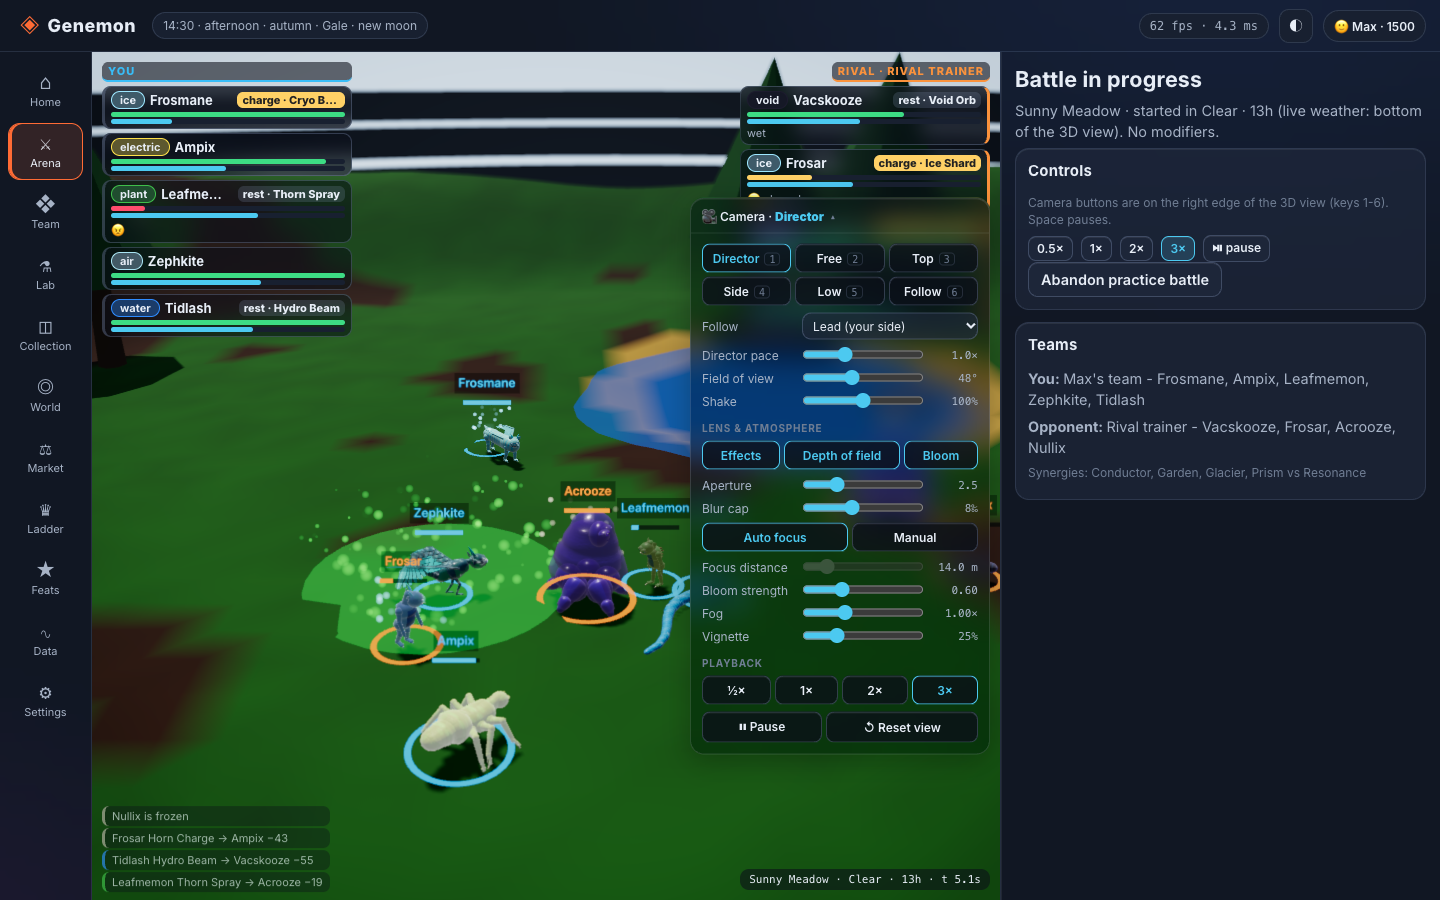 Genemon
14:30 · afternoon · autumn · Gale · new moon
62 fps · 4.3 ms
Max · 1500
Home
Arena
Team
Lab
Collection
World
Market
Ladder
Feats
Data
Settings
YOU
ice Frosmane charge · Cryo B...
electric Ampix
plant Leafme... rest · Thorn Spray
air Zephkite
water Tidlash rest · Hydro Beam
RIVAL · RIVAL TRAINER
void Vacskooze rest · Void Orb
wet
ice Frosar charge · Ice Shard
Camera · Director
Director 1 Free 2 Top 3
Side 4 Low 5 Follow 6
Follow Lead (your side)
Director pace 1.0×
Field of view 48°
Shake 100%
LENS & ATMOSPHERE
Effects Depth of field Bloom
Aperture 2.5
Blur cap 8‰
Auto focus Manual
Focus distance 14.0 m
Bloom strength 0.60
Fog 1.00×
Vignette 25%
PLAYBACK
½× 1× 2× 3×
Pause Reset view
Frosmane
Zephkite
Acrooze
Leafmemon
Frosar
Ampix
Nullix is frozen
Frosar Horn Charge → Ampix −43
Tidlash Hydro Beam → Vacskooze −55
Leafmemon Thorn Spray → Acrooze −19
Sunny Meadow · Clear · 13h · t 5.1s
Battle in progress
Sunny Meadow · started in Clear · 13h (live weather: bottom
of the 3D view). No modifiers.
Controls
Camera buttons are on the right edge of the 3D view (keys 1-6).
Space pauses.
0.5× 1× 2× 3× pause
Abandon practice battle
Teams
You: Max's team - Frosmane, Ampix, Leafmemon,
Zephkite, Tidlash
Opponent: Rival trainer - Vacskooze, Frosar, Acrooze,
Nullix
Synergies: Conductor, Garden, Glacier, Prism vs Resonance